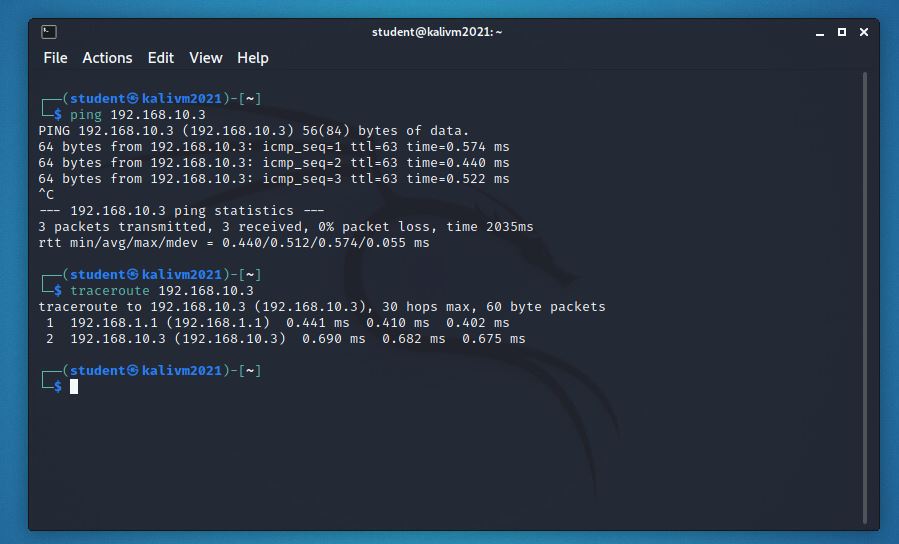 student@kalivm2021: ~
File Actions Edit View Help
┌──(student㉿kalivm2021)-[~]
└─$ ping 192.168.10.3
PING 192.168.10.3 (192.168.10.3) 56(84) bytes of data.
64 bytes from 192.168.10.3: icmp_seq=1 ttl=63 time=0.574 ms
64 bytes from 192.168.10.3: icmp_seq=2 ttl=63 time=0.440 ms
64 bytes from 192.168.10.3: icmp_seq=3 ttl=63 time=0.522 ms
^C
--- 192.168.10.3 ping statistics ---
3 packets transmitted, 3 received, 0% packet loss, time 2035ms
rtt min/avg/max/mdev = 0.440/0.512/0.574/0.055 ms
┌──(student㉿kalivm2021)-[~]
└─$ traceroute 192.168.10.3
traceroute to 192.168.10.3 (192.168.10.3), 30 hops max, 60 byte packets
 1  192.168.1.1 (192.168.1.1)  0.441 ms  0.410 ms  0.402 ms
 2  192.168.10.3 (192.168.10.3)  0.690 ms  0.682 ms  0.675 ms
┌──(student㉿kalivm2021)-[~]
└─$